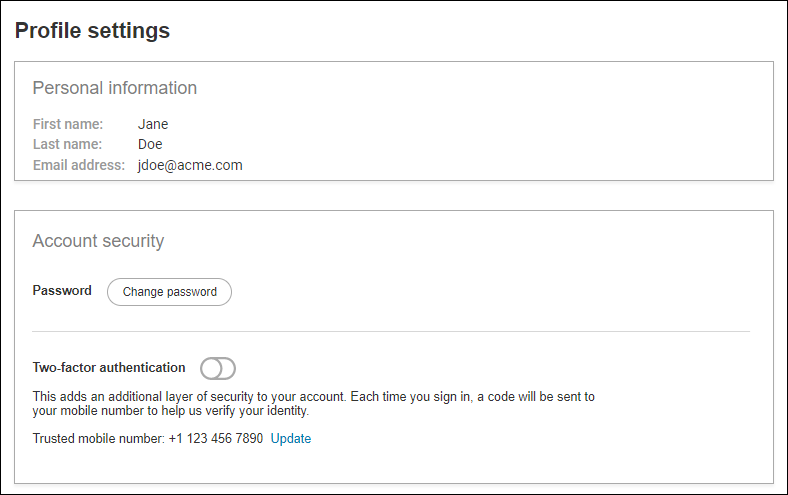 Profile settings
Personal information
First name: Jane
Last name: Doe
Email address: jdoe@acme.com
Account security
Password Change password
Two-factor authentication
This adds an additional layer of security to your account. Each time you sign in, a code will be sent to
your mobile number to help us verify your identity.
Trusted mobile number: +1 123 456 7890 Update